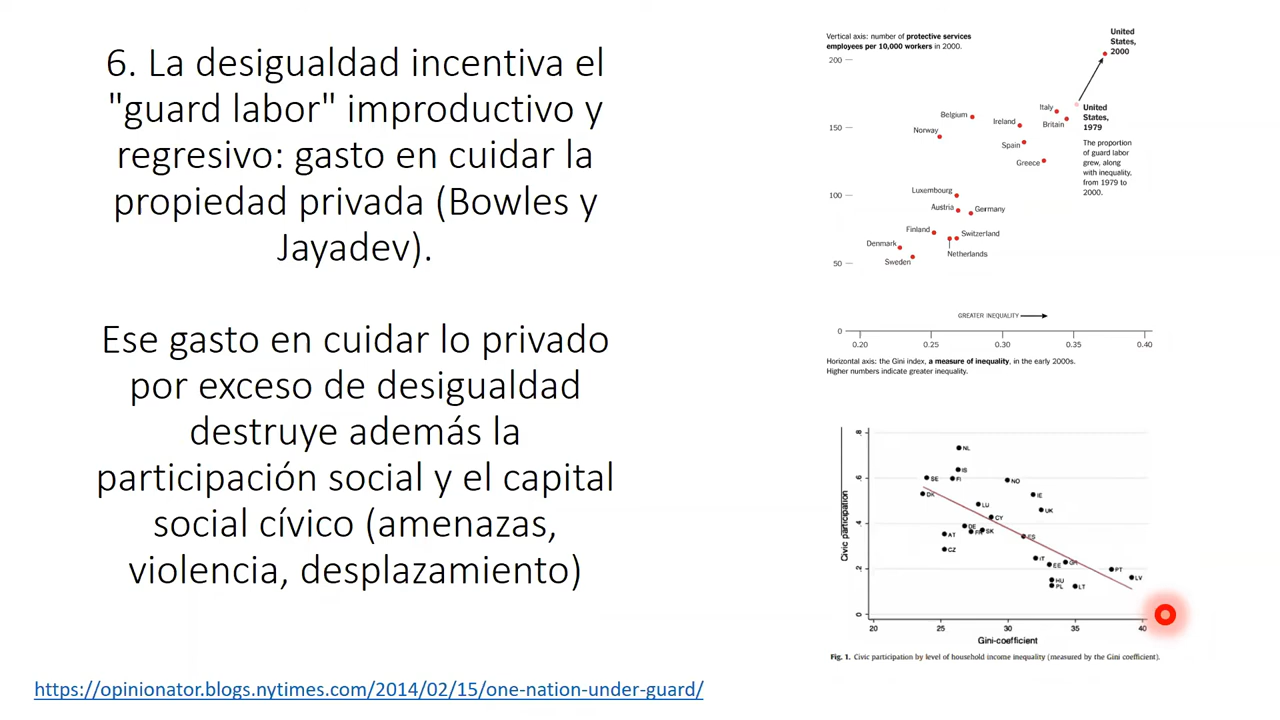 6. La desigualdad incentiva el
"guard labor" improductivo y
regresivo: gasto en cuidar la
propiedad privada (Bowles y
Jayadev).
Ese gasto en cuidar lo privado
por exceso de desigualdad
destruye además la
participación social y el capital
social cívico (amenazas,
violencia, desplazamiento)
https://opinionator.blogs.nytimes.com/2014/02/15/one-nation-under-guard/
Vertical axis: number of protective services
employees per 10,000 workers in 2000.
United
States,
2000
200
150
100
50
0
Belgium
Norway
Ireland
Italy
Britain
Spain
Greece
United
States,
1979
The proportion
of guard labor
grew, along
with inequality,
from 1979 to
2000.
Luxembourg
Austria
Germany
Finland
Switzerland
Denmark
Netherlands
Sweden
GREATER INEQUALITY
0.20 0.25 0.30 0.35 0.40
Horizontal axis: the Gini index, a measure of inequality, in the early 2000s.
Higher numbers indicate greater inequality.
Civic participation
.8
.6
.4
.2
0
NL
IS
SE
FI
NO
DK
IE
LU
UK
CY
DE
FR
SK
AT
ES
CZ
IT
EE
GR
PT
HU
PL
LT
LV
20 25 30 35 40
Gini-coefficient
Fig. 1. Civic participation by level of household income inequality (measured by the Gini coefficient).